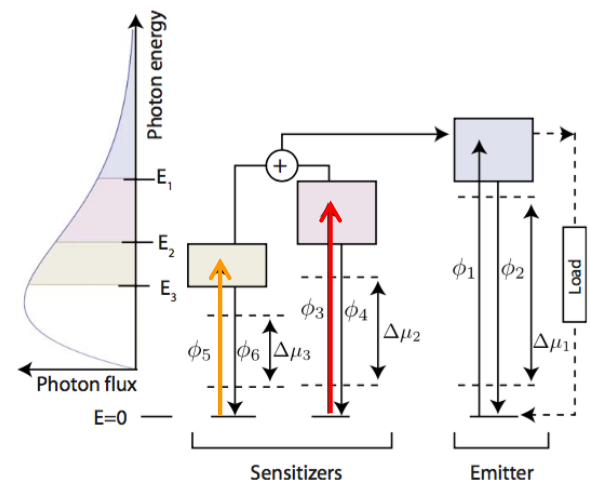 Photon energy
E₁
E₂
E₃
Photon flux
E=0
+
ϕ₅
ϕ₆
Δμ₃
ϕ₃
ϕ₄
Δμ₂
ϕ₁
ϕ₂
Δμ₁
Load
Sensitizers
Emitter